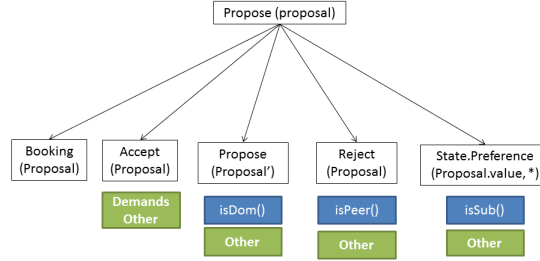 Propose (proposal)
Booking
(Proposal)
Accept
(Proposal)
Propose
(Proposal’)
Reject
(Proposal)
State.Preference
(Proposal.value, *)
Demands
Other
isDom()
isPeer()
isSub()
Other
Other
Other